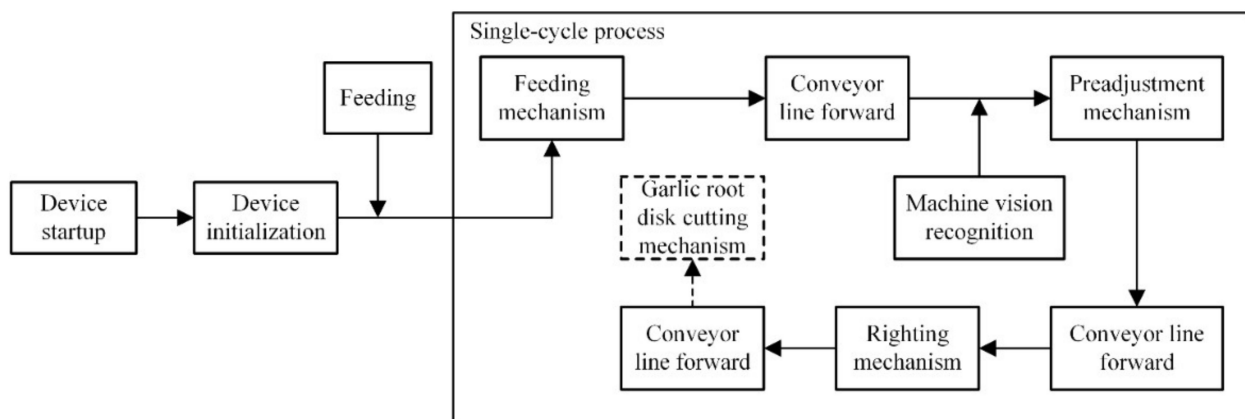 Single-cycle process
Feeding
Feeding
mechanism
Conveyor
line forward
Preadjustment
mechanism
Device
startup
Device
initialization
Garlic root
disk cutting
mechanism
Machine vision
recognition
Conveyor
line forward
Righting
mechanism
Conveyor line
forward